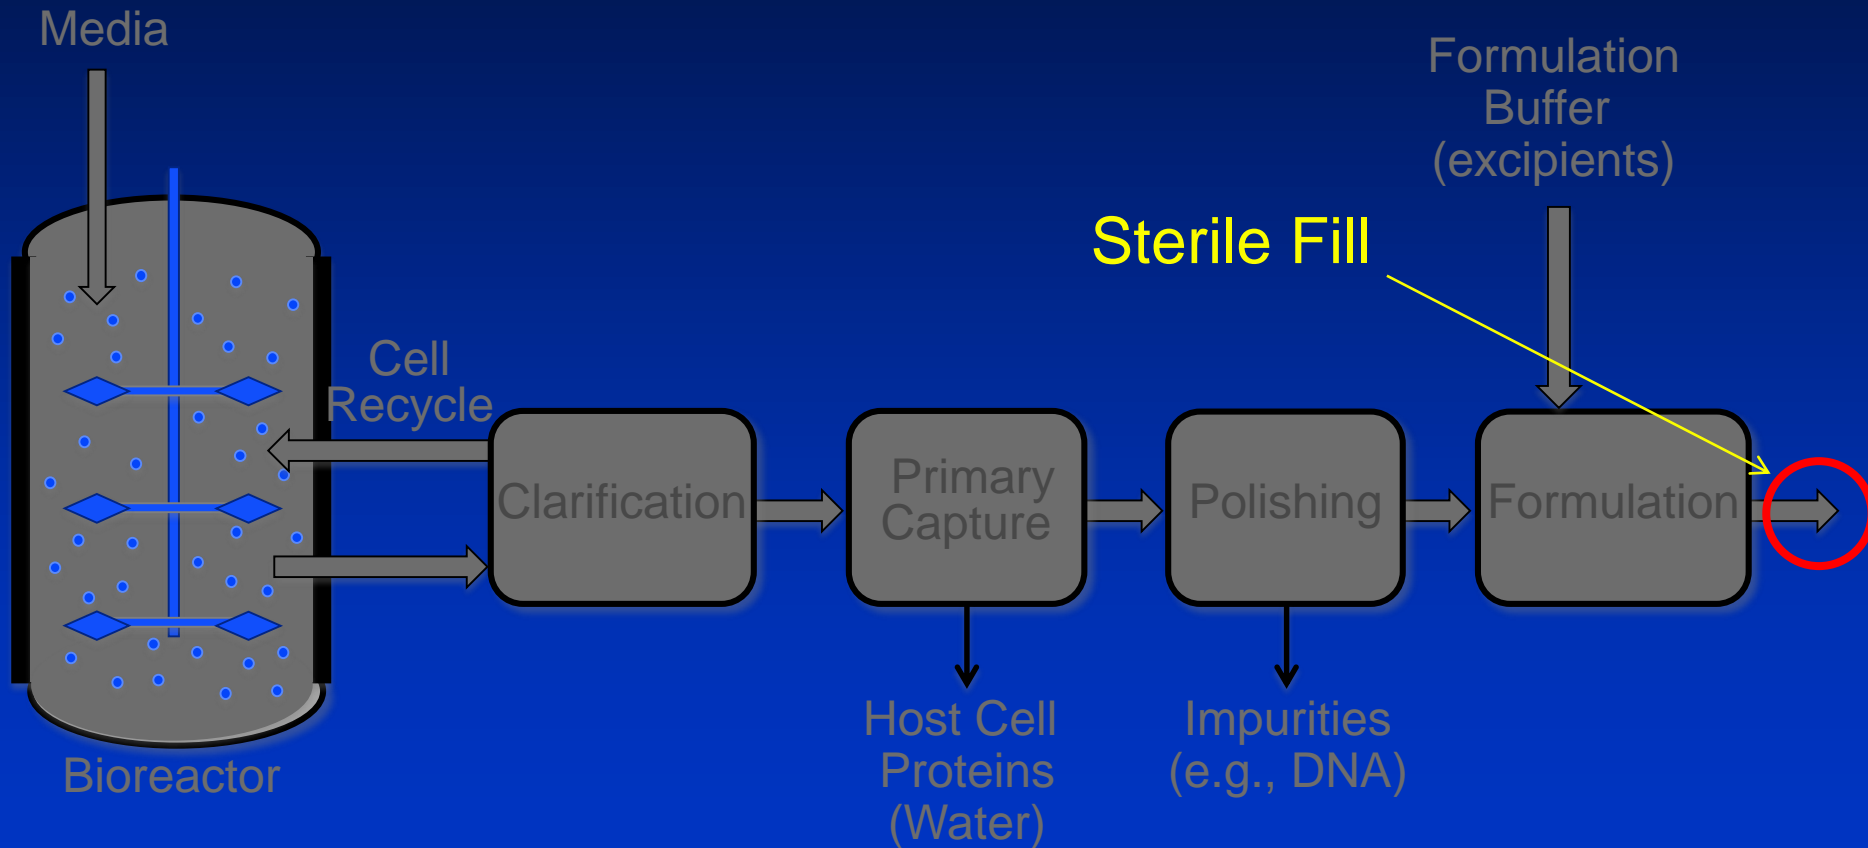 Media
Formulation
Buffer
(excipients)
Sterile Fill
Cell
Recycle
Clarification
Primary
Capture
Polishing
Formulation
Host Cell
Proteins
(Water)
Impurities
(e.g., DNA)
Bioreactor